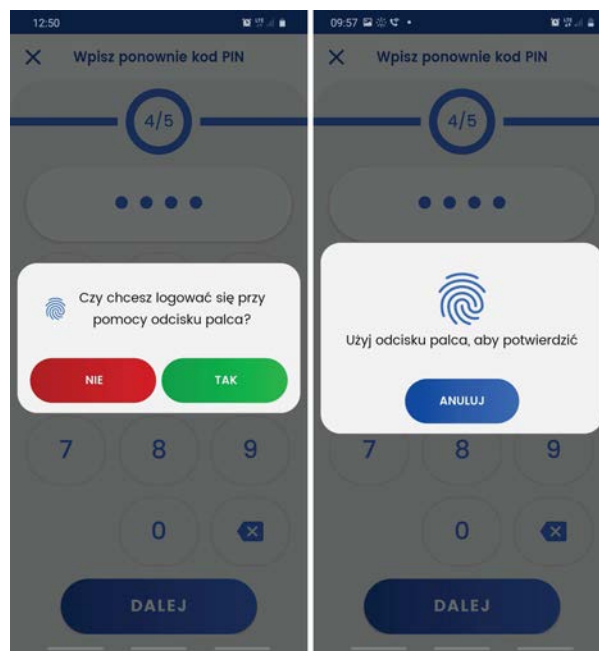 12:50
Wpisz ponownie kod PIN
4/5
Czy chcesz logować się przy
pomocy odcisku palca?
NIE
TAK
7
8
9
0
DALEJ
09:57
Wpisz ponownie kod PIN
4/5
Użyj odcisku palca, aby potwierdzić
ANULUJ
7
8
9
0
DALEJ